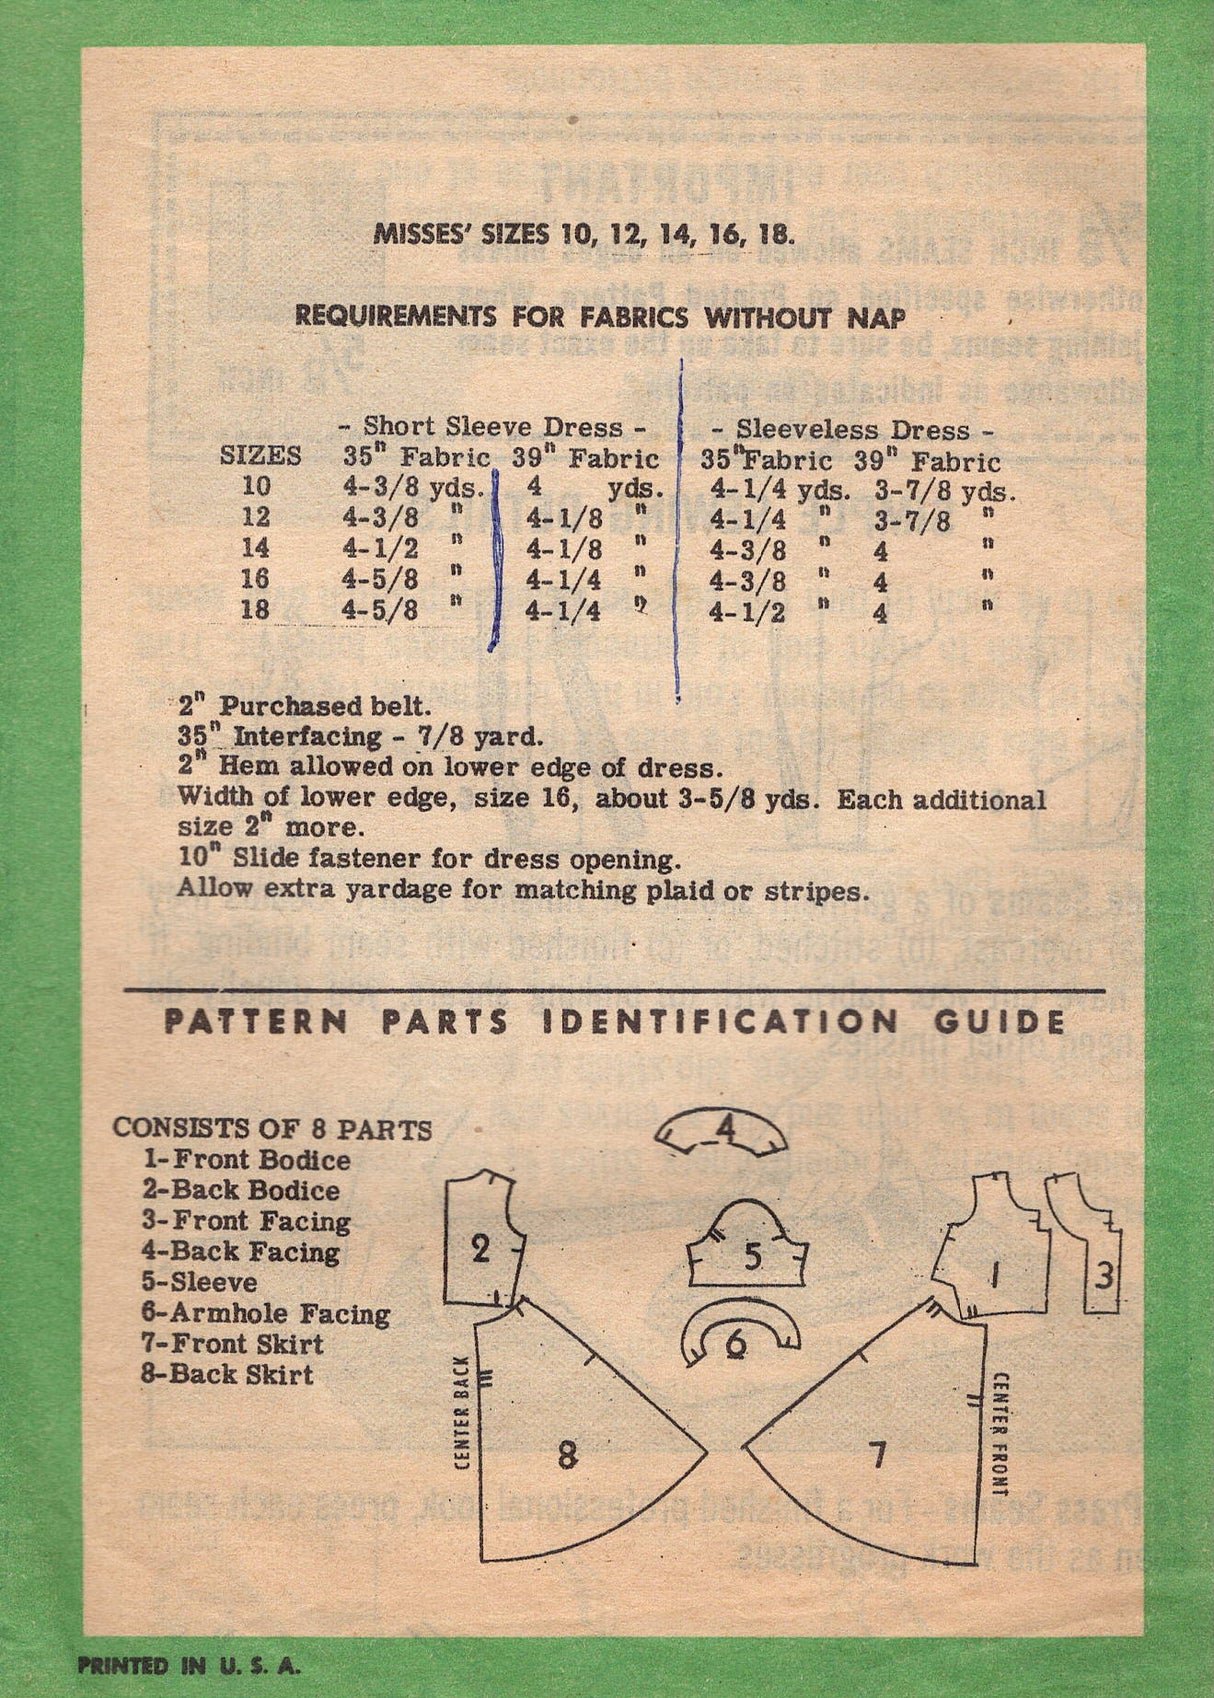 MISSES' SIZES 10, 12, 14, 16, 18.
REQUIREMENTS FOR FABRICS WITHOUT NAP
- Short Sleeve Dress - - Sleeveless Dress -
SIZES 35" Fabric 39" Fabric 35" Fabric 39" Fabric
10 4-3/8 yds. 4 yds. 4-1/4 yds. 3-7/8 yds.
12 4-3/8 " 4-1/8 " 4-1/4 " 3-7/8 "
14 4-1/2 " 4-1/8 " 4-3/8 " 4 "
16 4-5/8 " 4-1/4 " 4-3/8 " 4 "
18 4-5/8 " 4-1/4 " 4-1/2 " 4 "
2" Purchased belt.
35" Interfacing - 7/8 yard.
2" Hem allowed on lower edge of dress.
Width of lower edge, size 16, about 3-5/8 yds. Each additional
size 2" more.
10" Slide fastener for dress opening.
Allow extra yardage for matching plaid or stripes.
PATTERN PARTS IDENTIFICATION GUIDE
CONSISTS OF 8 PARTS
1-Front Bodice
2-Back Bodice
3-Front Facing
4-Back Facing
5-Sleeve
6-Armhole Facing
7-Front Skirt
8-Back Skirt
4
2
5
1
3
6
CENTER BACK
8
7
CENTER FRONT
PRINTED IN U. S. A.